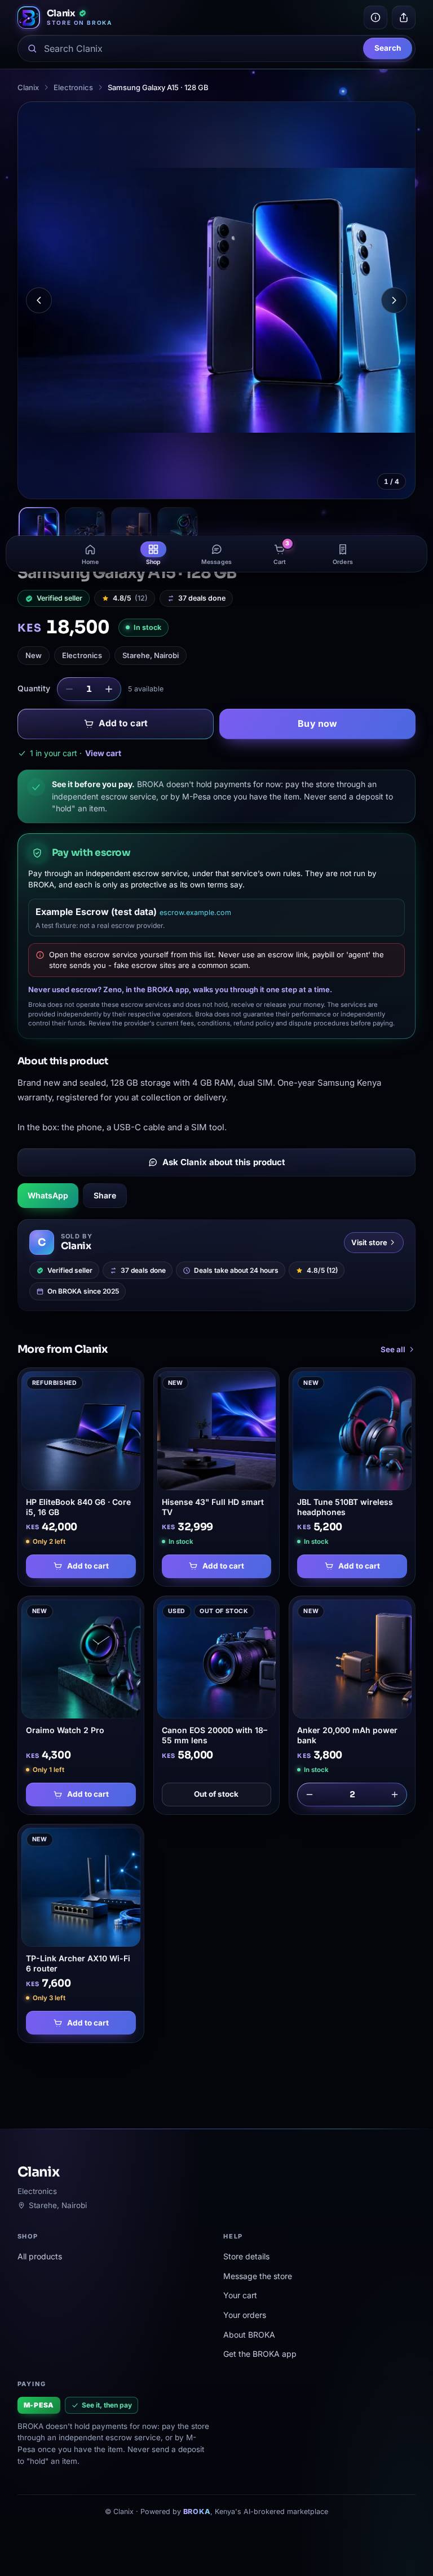 Clanix
STORE ON BROKA
Search Clanix
Search
Clanix > Electronics > Samsung Galaxy A15 · 128 GB
1 / 4
Home
Shop
Messages
3
Cart
Orders
Samsung Galaxy A15 · 128 GB
Verified seller
4.8/5 (12)
37 deals done
KES 18,500
In stock
New
Electronics
Starehe, Nairobi
Quantity
1
5 available
Add to cart
Buy now
1 in your cart · View cart
See it before you pay. BROKA doesn't hold payments for now: pay the store through an
independent escrow service, or by M-Pesa once you have the item. Never send a deposit to
"hold" an item.
Pay with escrow
Pay through an independent escrow service, under that service's own rules. They are not run by
BROKA, and each is only as protective as its own terms say.
Example Escrow (test data) escrow.example.com
A test fixture: not a real escrow provider.
Open the escrow service yourself from this list. Never use an escrow link, paybill or 'agent' the
store sends you - fake escrow sites are a common scam.
Never used escrow? Zeno, in the BROKA app, walks you through it one step at a time.
Broka does not operate these escrow services and does not hold, receive or release your money. The services are
provided independently by their respective operators. Broka does not guarantee their performance or independently
control their funds. Review the provider's current fees, conditions, refund policy and dispute procedures before paying.
About this product
Brand new and sealed, 128 GB storage with 4 GB RAM, dual SIM. One-year Samsung Kenya
warranty, registered for you at collection or delivery.
In the box: the phone, a USB-C cable and a SIM tool.
Ask Clanix about this product
WhatsApp
Share
C
SOLD BY
Clanix
Visit store
Verified seller
37 deals done
Deals take about 24 hours
4.8/5 (12)
On BROKA since 2025
More from Clanix
See all
REFURBISHED
HP EliteBook 840 G6 · Core
i5, 16 GB
KES 42,000
Only 2 left
Add to cart
NEW
Hisense 43" Full HD smart
TV
KES 32,999
In stock
Add to cart
NEW
JBL Tune 510BT wireless
headphones
KES 5,200
In stock
Add to cart
NEW
Oraimo Watch 2 Pro
KES 4,300
Only 1 left
Add to cart
USED
OUT OF STOCK
Canon EOS 2000D with 18–
55 mm lens
KES 58,000
Out of stock
NEW
Anker 20,000 mAh power
bank
KES 3,800
In stock
2
NEW
TP-Link Archer AX10 Wi-Fi
6 router
KES 7,600
Only 3 left
Add to cart
Clanix
Electronics
Starehe, Nairobi
SHOP
All products
HELP
Store details
Message the store
Your cart
Your orders
About BROKA
Get the BROKA app
PAYING
M-PESA
See it, then pay
BROKA doesn't hold payments for now: pay the store
through an independent escrow service, or by M-
Pesa once you have the item. Never send a deposit
to "hold" an item.
© Clanix · Powered by BROKA, Kenya's AI-brokered marketplace